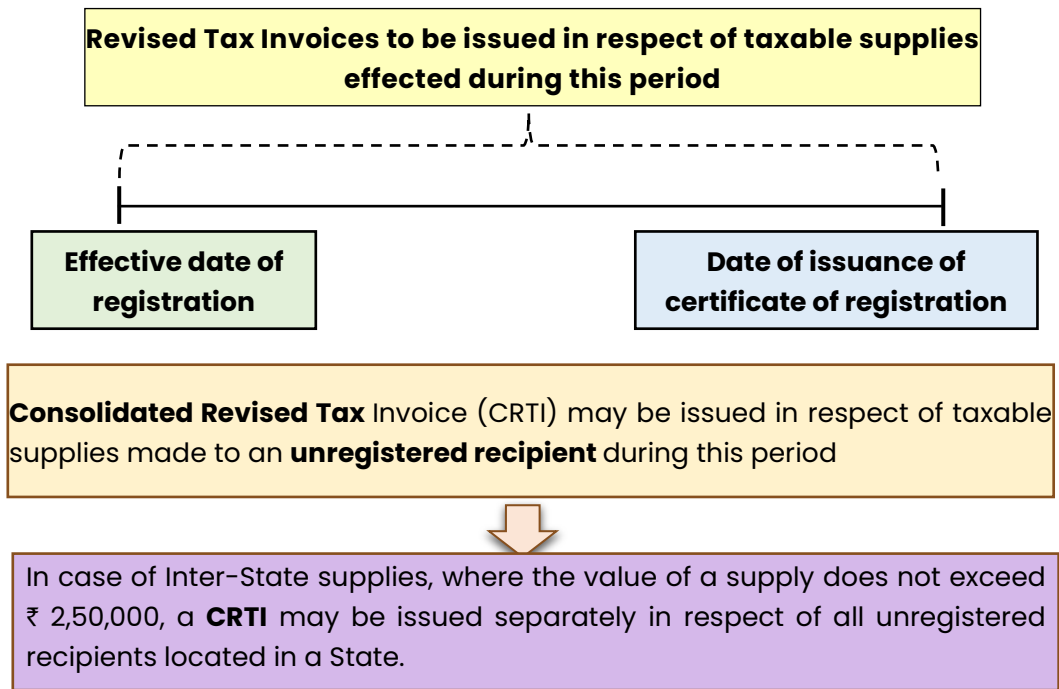 Revised Tax Invoices to be issued in respect of taxable supplies
effected during this period
Effective date of
registration
Date of issuance of
certificate of registration
Consolidated Revised Tax Invoice (CRTI) may be issued in respect of taxable
supplies made to an unregistered recipient during this period
In case of Inter-State supplies, where the value of a supply does not exceed
₹ 2,50,000, a CRTI may be issued separately in respect of all unregistered
recipients located in a State.